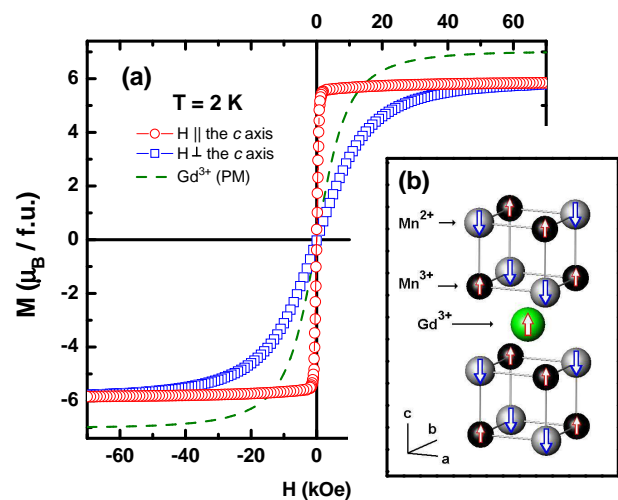 0 20 40 60
6
4
2
0
-2
-4
-6
M (μB / f.u.)
(a)
T = 2 K
H || the c axis
H ⊥ the c axis
Gd3+ (PM)
-60 -40 -20 0
H (kOe)
(b)
Mn2+
Mn3+
Gd3+
c
b
a